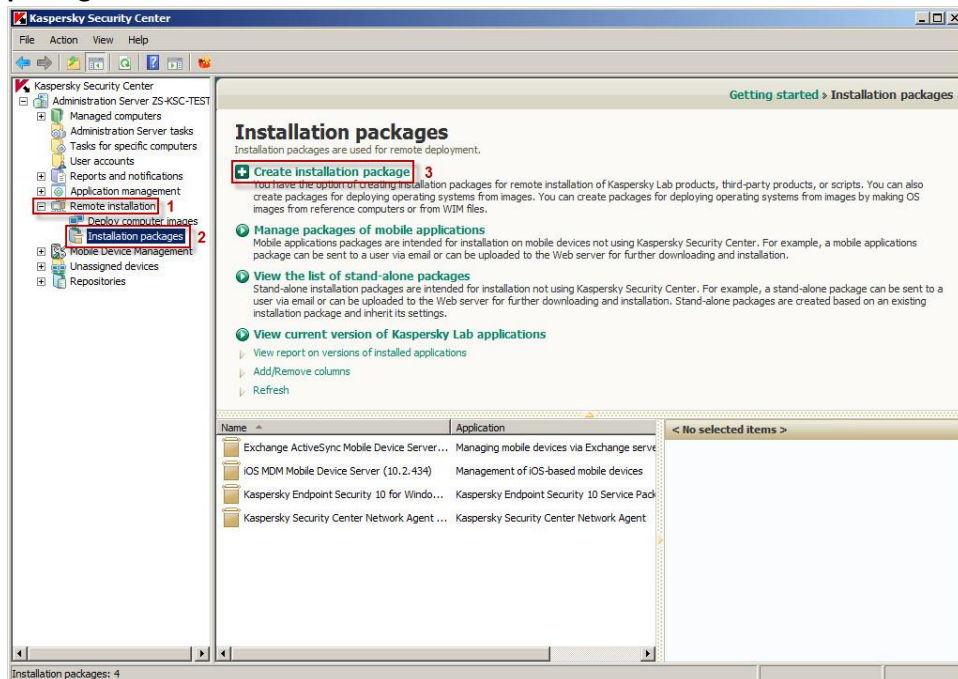 Kaspersky Security Center
File Action View Help
Kaspersky Security Center
Administration Server ZS-KSC-TEST
Managed computers
Administration Server tasks
Tasks for specific computers
User accounts
Reports and notifications
Application management
Remote installation 1
Deploy computer images
Installation packages 2
Mobile Device Management
Unassigned devices
Repositories
Getting started › Installation packages
Installation packages
Installation packages are used for remote deployment.
Create installation package 3
You have the option of creating installation packages for remote installation of Kaspersky Lab products, third-party products, or scripts. You can also
create packages for deploying operating systems from images. You can create packages for deploying operating systems from images by making OS
images from reference computers or from WIM files.
Manage packages of mobile applications
Mobile applications packages are intended for installation on mobile devices not using Kaspersky Security Center. For example, a mobile applications
package can be sent to a user via email or can be uploaded to the Web server for further downloading and installation.
View the list of stand-alone packages
Stand-alone installation packages are intended for installation not using Kaspersky Security Center. For example, a stand-alone package can be sent to a
user via email or can be uploaded to the Web server for further downloading and installation. Stand-alone packages are created based on an existing
installation package and inherit its settings.
View current version of Kaspersky Lab applications
View report on versions of installed applications
Add/Remove columns
Refresh
Name Application
< No selected items >
Exchange ActiveSync Mobile Device Server... Managing mobile devices via Exchange serve
iOS MDM Mobile Device Server (10.2.434) Management of iOS-based mobile devices
Kaspersky Endpoint Security 10 for Windo... Kaspersky Endpoint Security 10 Service Pack
Kaspersky Security Center Network Agent ... Kaspersky Security Center Network Agent
Installation packages: 4